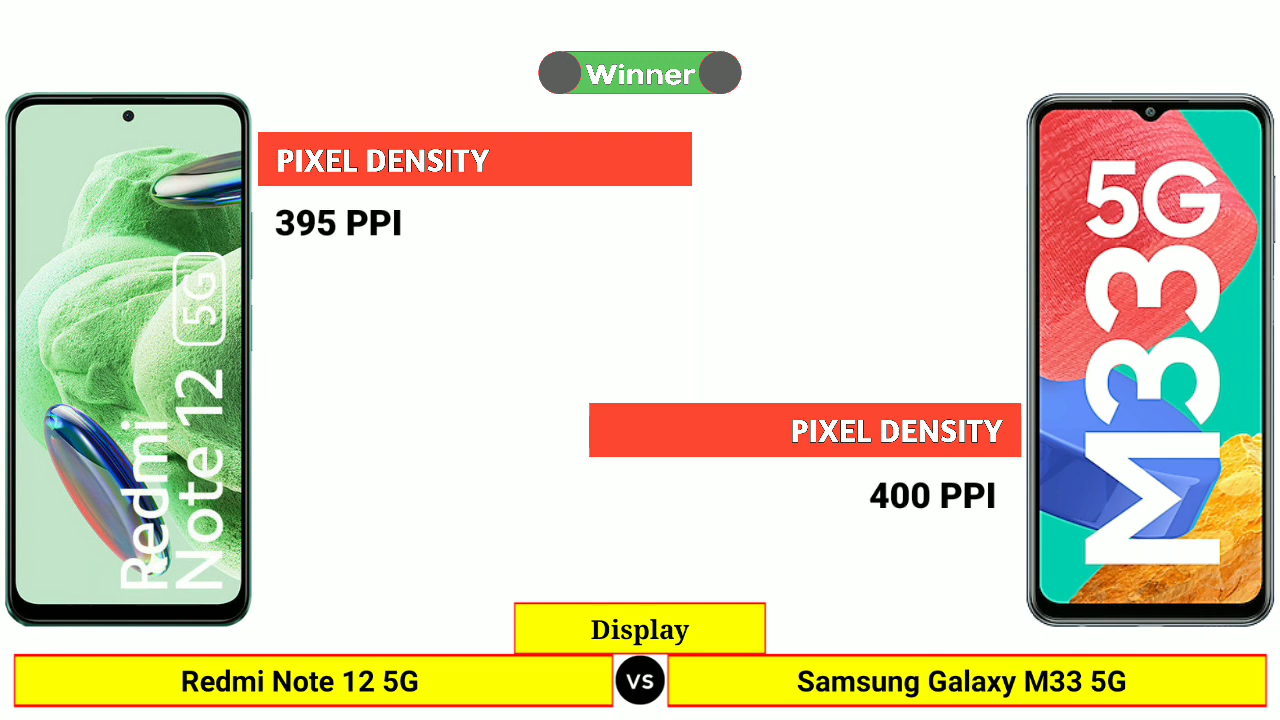 Winner
PIXEL DENSITY
395 PPI
Redmi
Note 12 5G
5G
M33
PIXEL DENSITY
400 PPI
Display
Redmi Note 12 5G
VS
Samsung Galaxy M33 5G